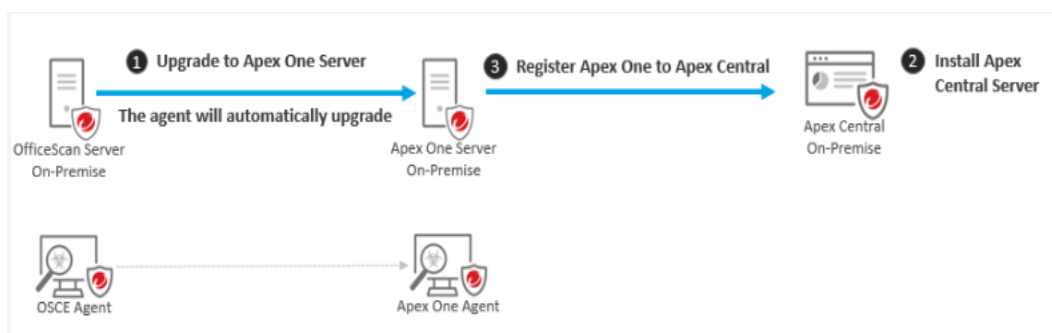 1 Upgrade to Apex One Server
The agent will automatically upgrade
3 Register Apex One to Apex Central
2 Install Apex
Central Server
OfficeScan Server
On-Premise
Apex One Server
On-Premise
Apex Central
On-Premise
OSCE Agent
Apex One Agent